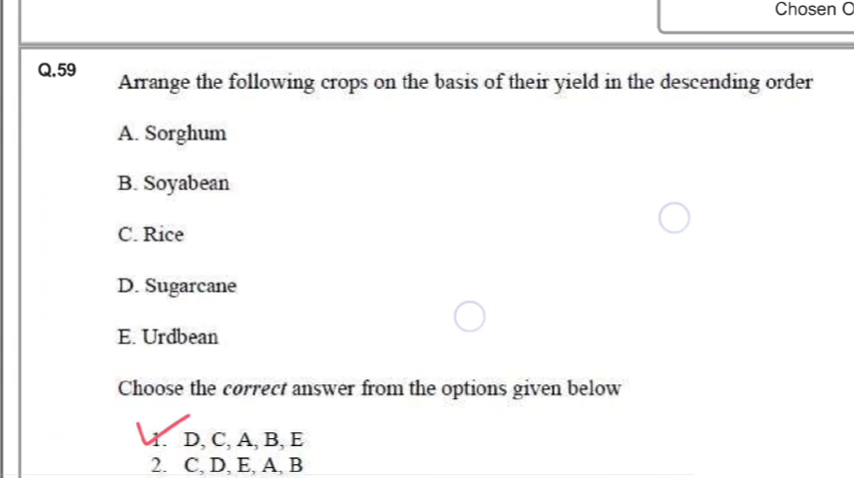 Chosen O
Q.59
Arrange the following crops on the basis of their yield in the descending order
A. Sorghum
B. Soyabean
C. Rice
D. Sugarcane
E. Urdbean
Choose the correct answer from the options given below
1. D, C, A, B, E
2. C, D, E, A, B